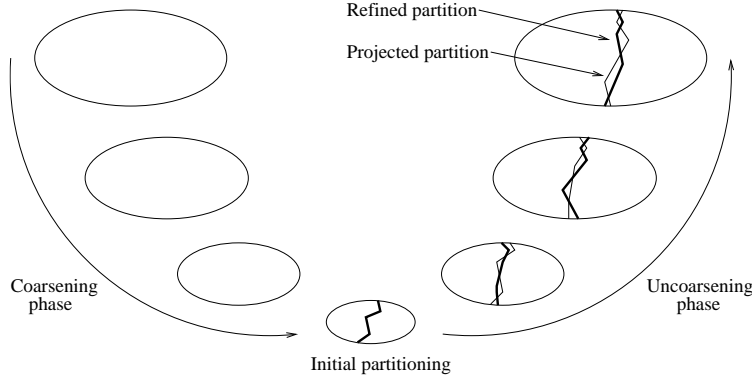 Refined partition
Projected partition
Coarsening
phase
Uncoarsening
phase
Initial partitioning